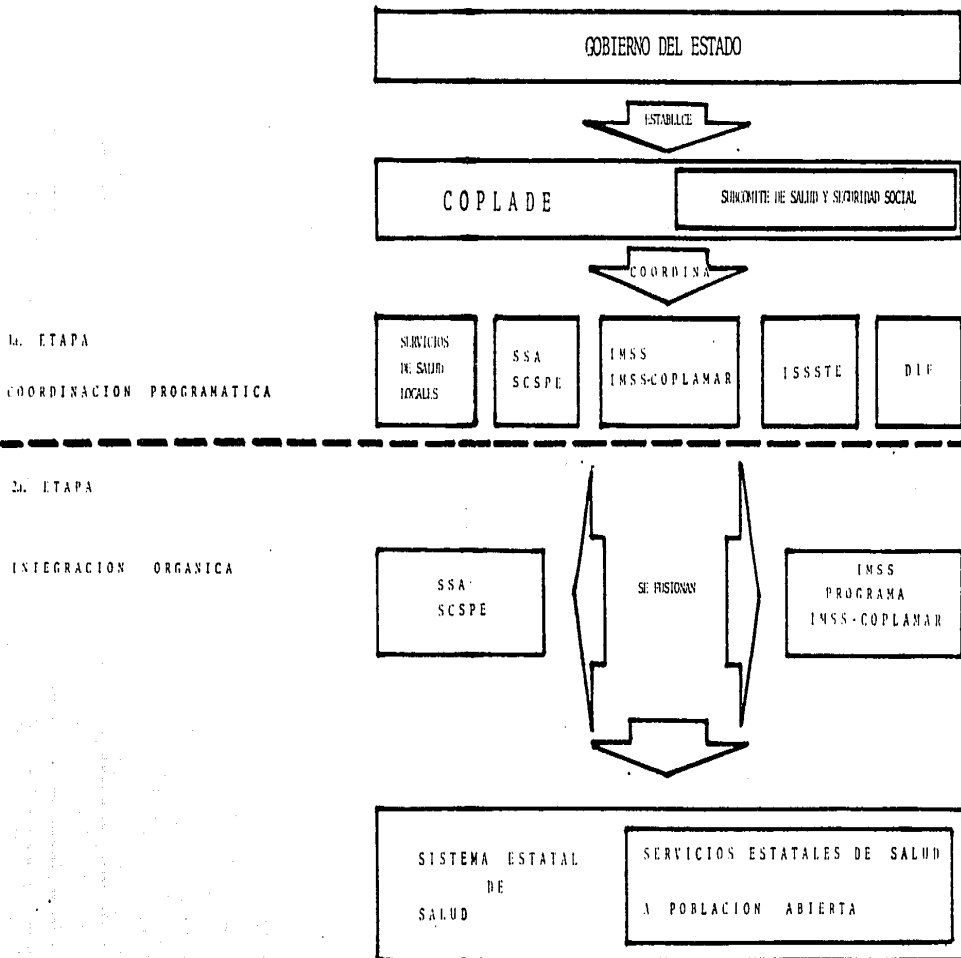 GOBIERNO DEL ESTADO
ESTABLECE
COPLADE
SUBCOMITE DE SALUD Y SEGURIDAD SOCIAL
COORDINA
1a. ETAPA
COORDINACION PROGRAMATICA
SERVICIOS
DE SALUD
LOCALES
SSA
SCSPE
IMSS
IMSS-COPLAMAR
ISSSTE
DIF
2a. ETAPA
INTEGRACION ORGANICA
SSA
SCSPE
SE FUSIONAN
IMSS
PROGRAMA
IMSS-COPLAMAR
SISTEMA ESTATAL
DE
SALUD
SERVICIOS ESTATALES DE SALUD
A POBLACION ABIERTA